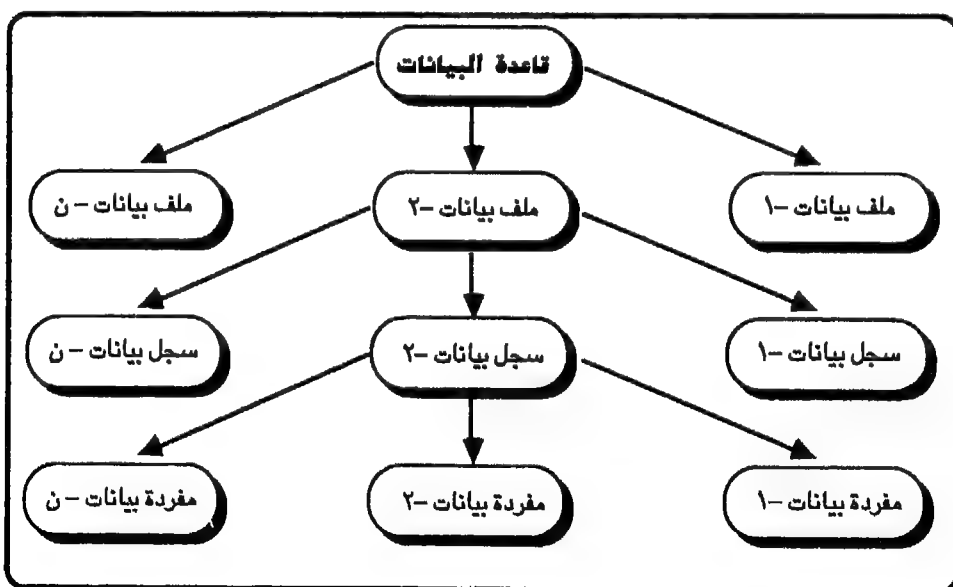 قاعدة البيانات
ملف بيانات –١
ملف بيانات –٢
ملف بيانات – ن
سجل بيانات –١
سجل بيانات –٢
سجل بيانات – ن
مفردة بيانات –١
مفردة بيانات –٢
مفردة بيانات – ن